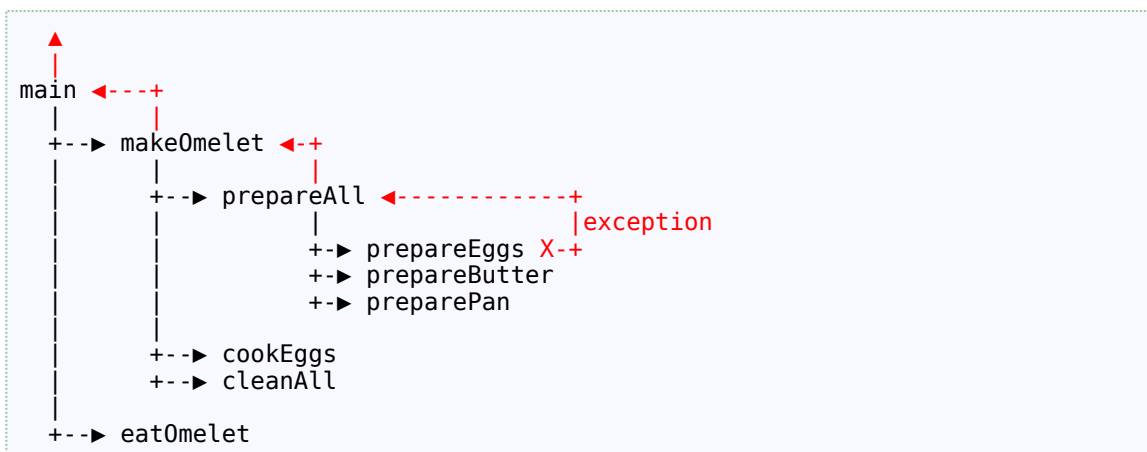 ▲
|
main ◄---+
|        |
+--► makeOmelet ◄-+
|       |         |
|       +--► prepareAll ◄------------+
|       |         |                  |exception
|       |         +-► prepareEggs X-+
|       |         +-► prepareButter
|       |         +-► preparePan
|       |
|       +--► cookEggs
|       +--► cleanAll
|
+--► eatOmelet